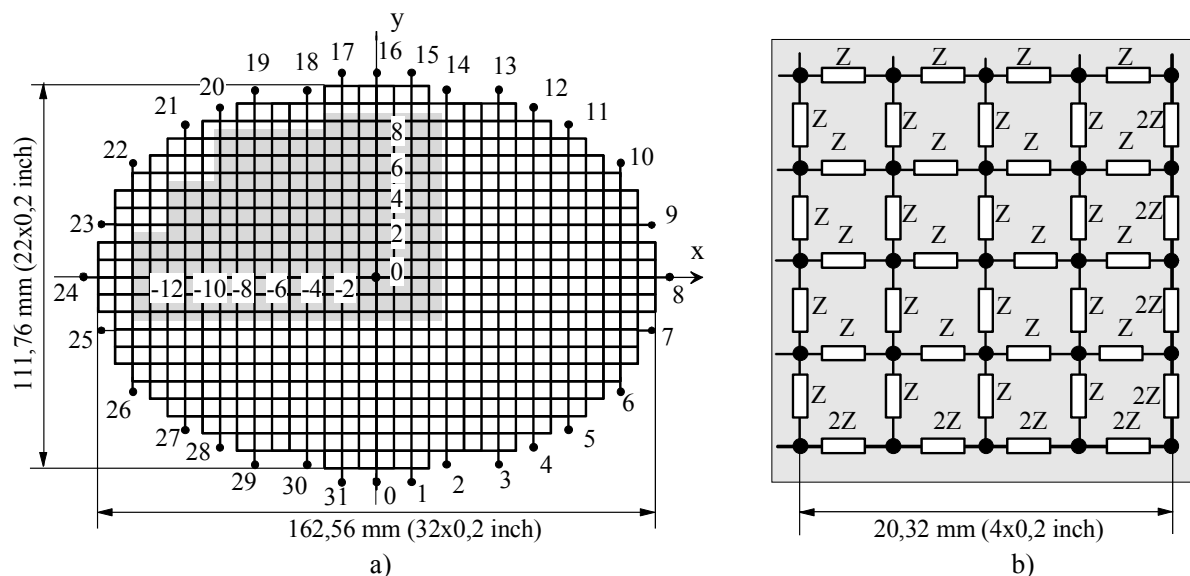 y
17 16 15
19 18 14 13
20 12
21 11
22 10
23 9
24 8
25 7
26 6
27 5
28 4
29 30 2 3
31 0 1
8
6
4
2
0
x
-12 -10 -8 -6 -4 -2
111,76 mm (22x0,2 inch)
162,56 mm (32x0,2 inch)
a)
Z Z Z Z
Z Z Z Z 2Z
Z Z Z Z
Z Z Z Z 2Z
Z Z Z Z
Z Z Z Z 2Z
Z Z Z Z
Z Z Z Z 2Z
2Z 2Z 2Z 2Z
20,32 mm (4x0,2 inch)
b)